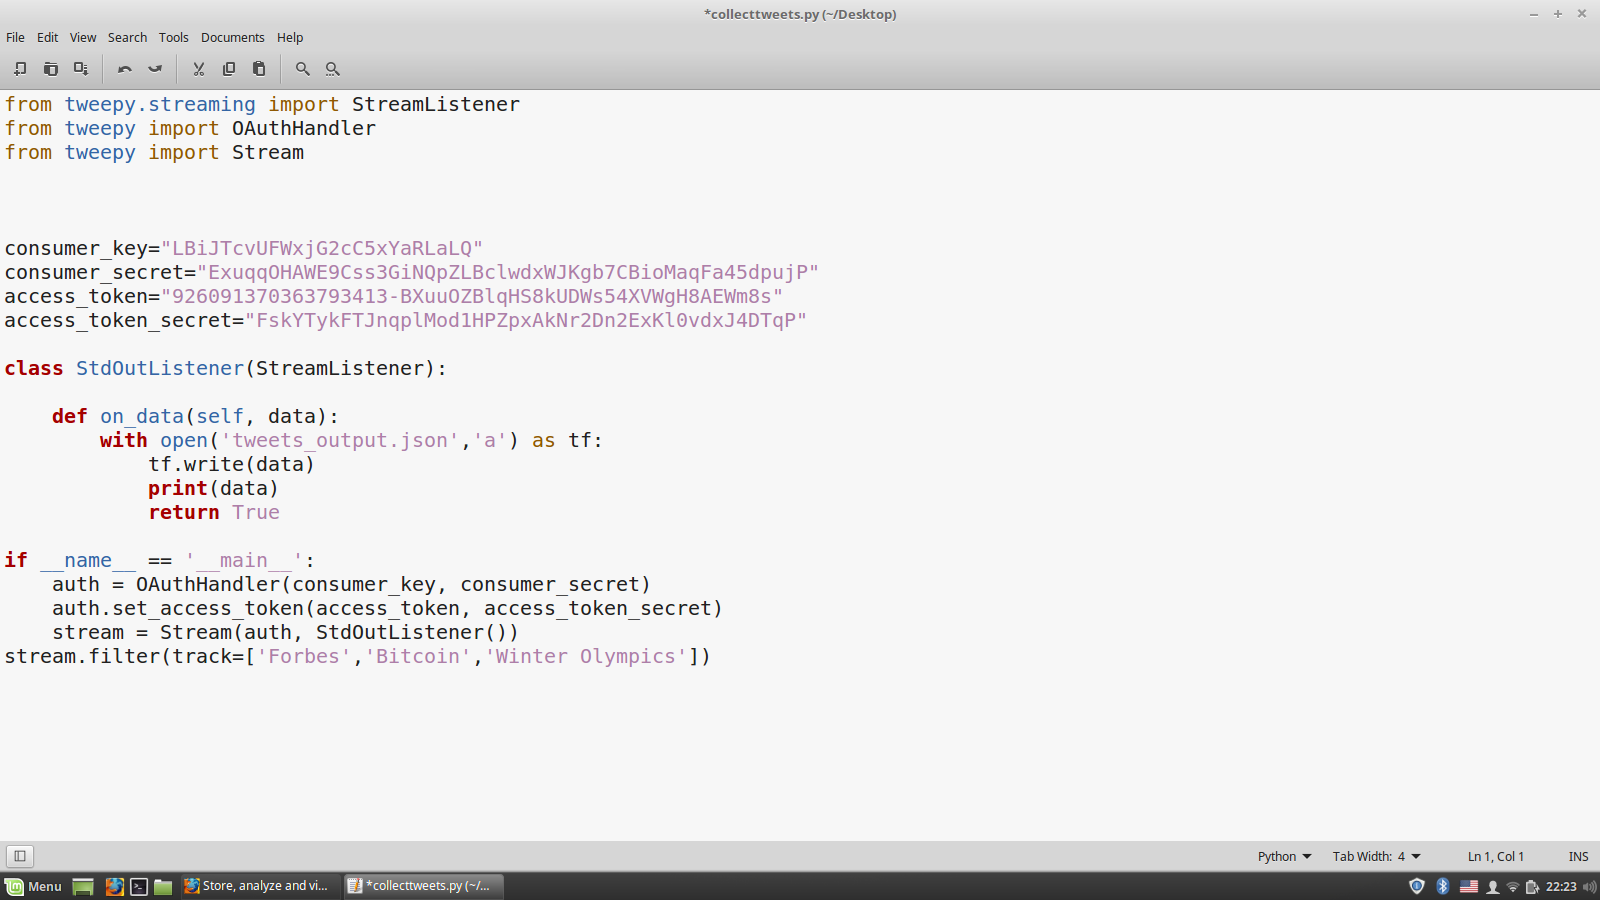 *collecttweets.py (~/Desktop)
File Edit View Search Tools Documents Help
from tweepy.streaming import StreamListener
from tweepy import OAuthHandler
from tweepy import Stream
consumer_key="LBiJTcvUFWxjG2cC5xYaRLaLQ"
consumer_secret="ExuqqOHAWE9Css3GiNQpZLBclwdxWJKgb7CBioMaqFa45dpujP"
access_token="926091370363793413-BXuuOZBlqHS8kUDWs54XVWgH8AEWm8s"
access_token_secret="FskYTykFTJnqplMod1HPZpxAkNr2Dn2ExKl0vdxJ4DTqP"
class StdOutListener(StreamListener):
    def on_data(self, data):
        with open('tweets_output.json','a') as tf:
            tf.write(data)
            print(data)
            return True
if __name__ == '__main__':
    auth = OAuthHandler(consumer_key, consumer_secret)
    auth.set_access_token(access_token, access_token_secret)
    stream = Stream(auth, StdOutListener())
stream.filter(track=['Forbes','Bitcoin','Winter Olympics'])
Python Tab Width: 4 Ln 1, Col 1 INS
Menu Store, analyze and vi... *collecttweets.py (~/... 22:23